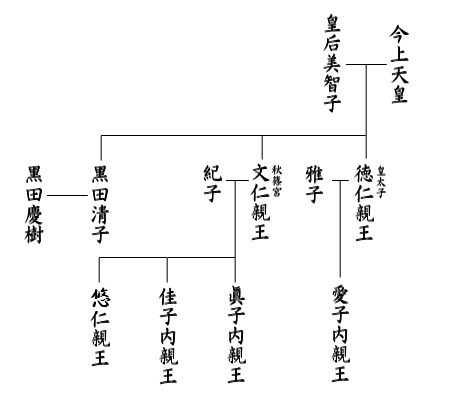 今上天皇
皇后美智子
皇太子
徳仁親王
雅子
秋篠宮
文仁親王
紀子
黒田清子
黒田慶樹
愛子内親王
眞子内親王
佳子内親王
悠仁親王